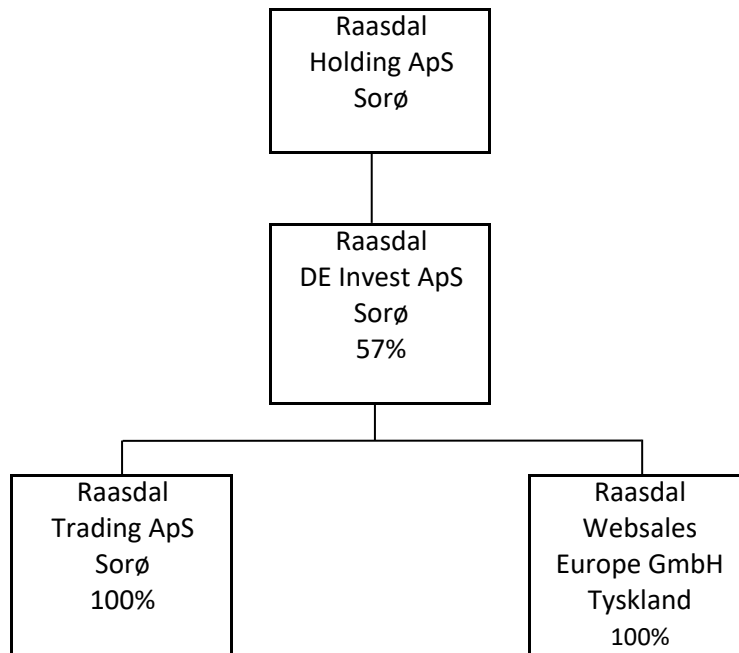 Raasdal
Holding ApS
Sorø
Raasdal
DE Invest ApS
Sorø
57%
Raasdal
Trading ApS
Sorø
100%
Raasdal
Websales
Europe GmbH
Tyskland
100%